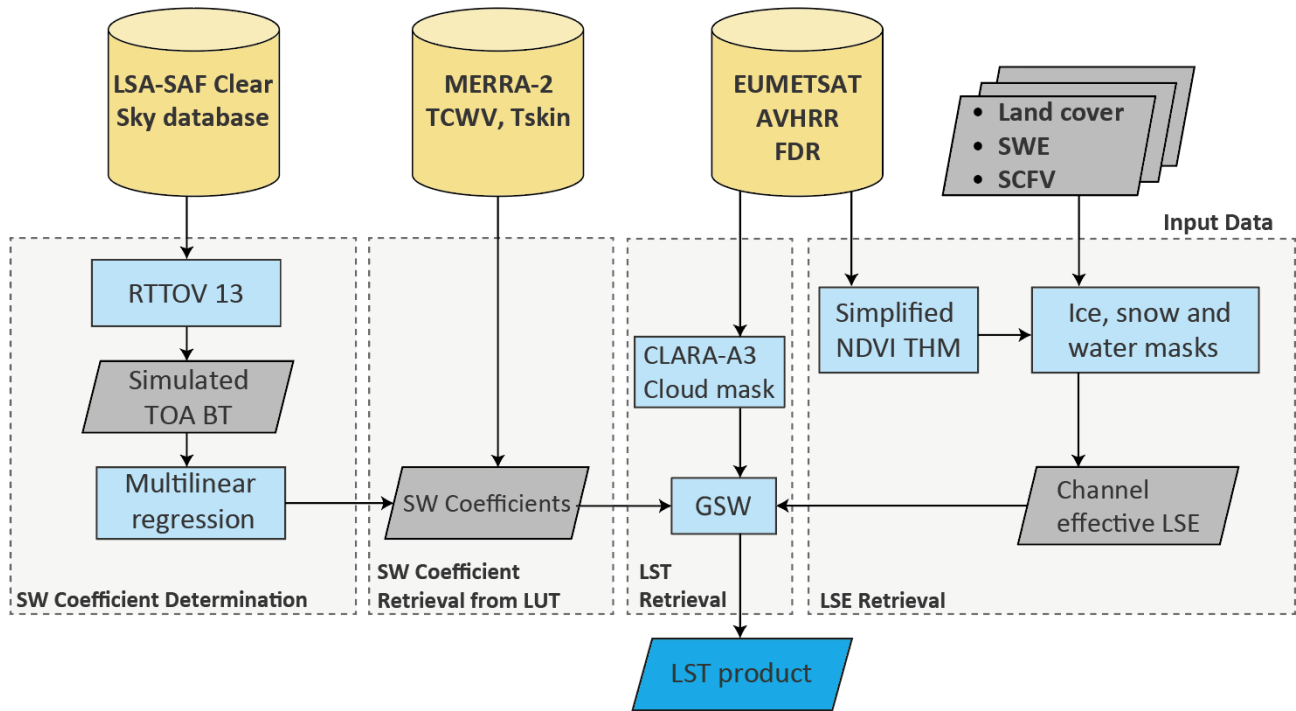 LSA-SAF Clear
Sky database
MERRA-2
TCWV, Tskin
EUMETSAT
AVHRR
FDR
• Land cover
• SWE
• SCFV
Input Data
RTTOV 13
Simulated
TOA BT
Multilinear
regression
SW Coefficient Determination
SW Coefficients
SW Coefficient
Retrieval from LUT
CLARA-A3
Cloud mask
GSW
LST
Retrieval
Simplified
NDVI THM
Ice, snow and
water masks
Channel
effective LSE
LSE Retrieval
LST product